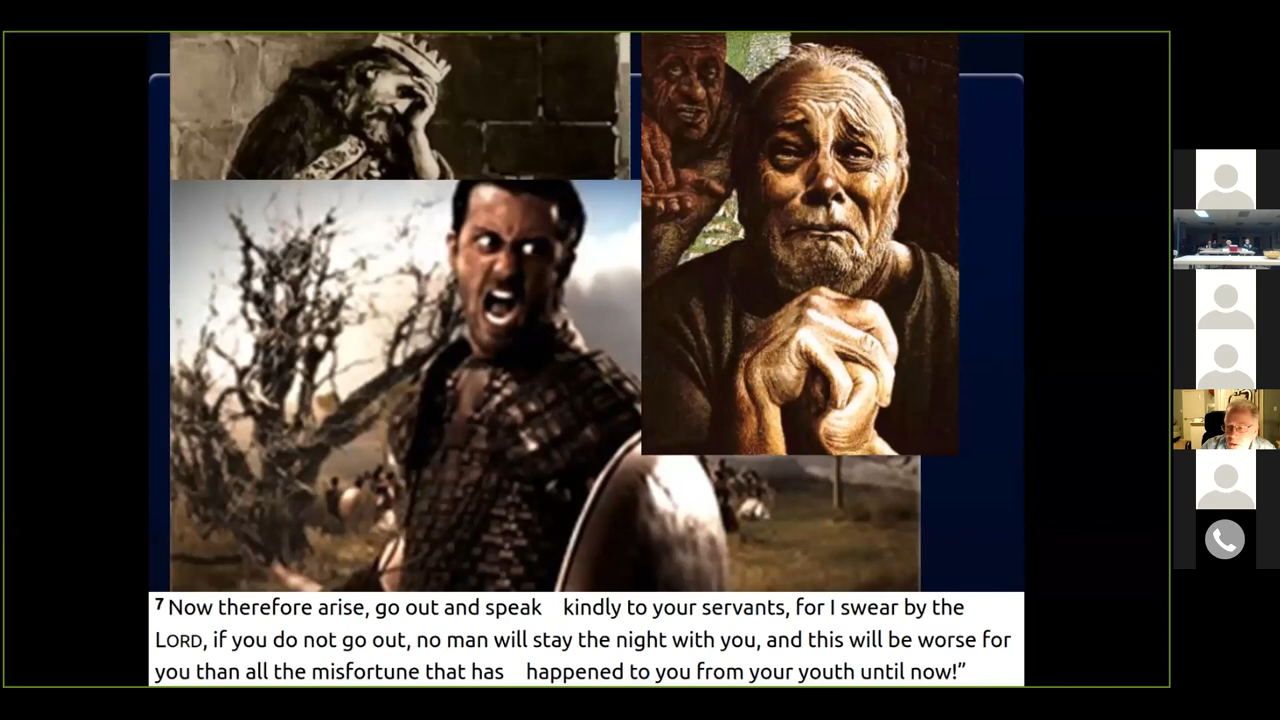 7 Now therefore arise, go out and speak kindly to your servants, for I swear by the
LORD, if you do not go out, no man will stay the night with you, and this will be worse for
you than all the misfortune that has happened to you from your youth until now!”